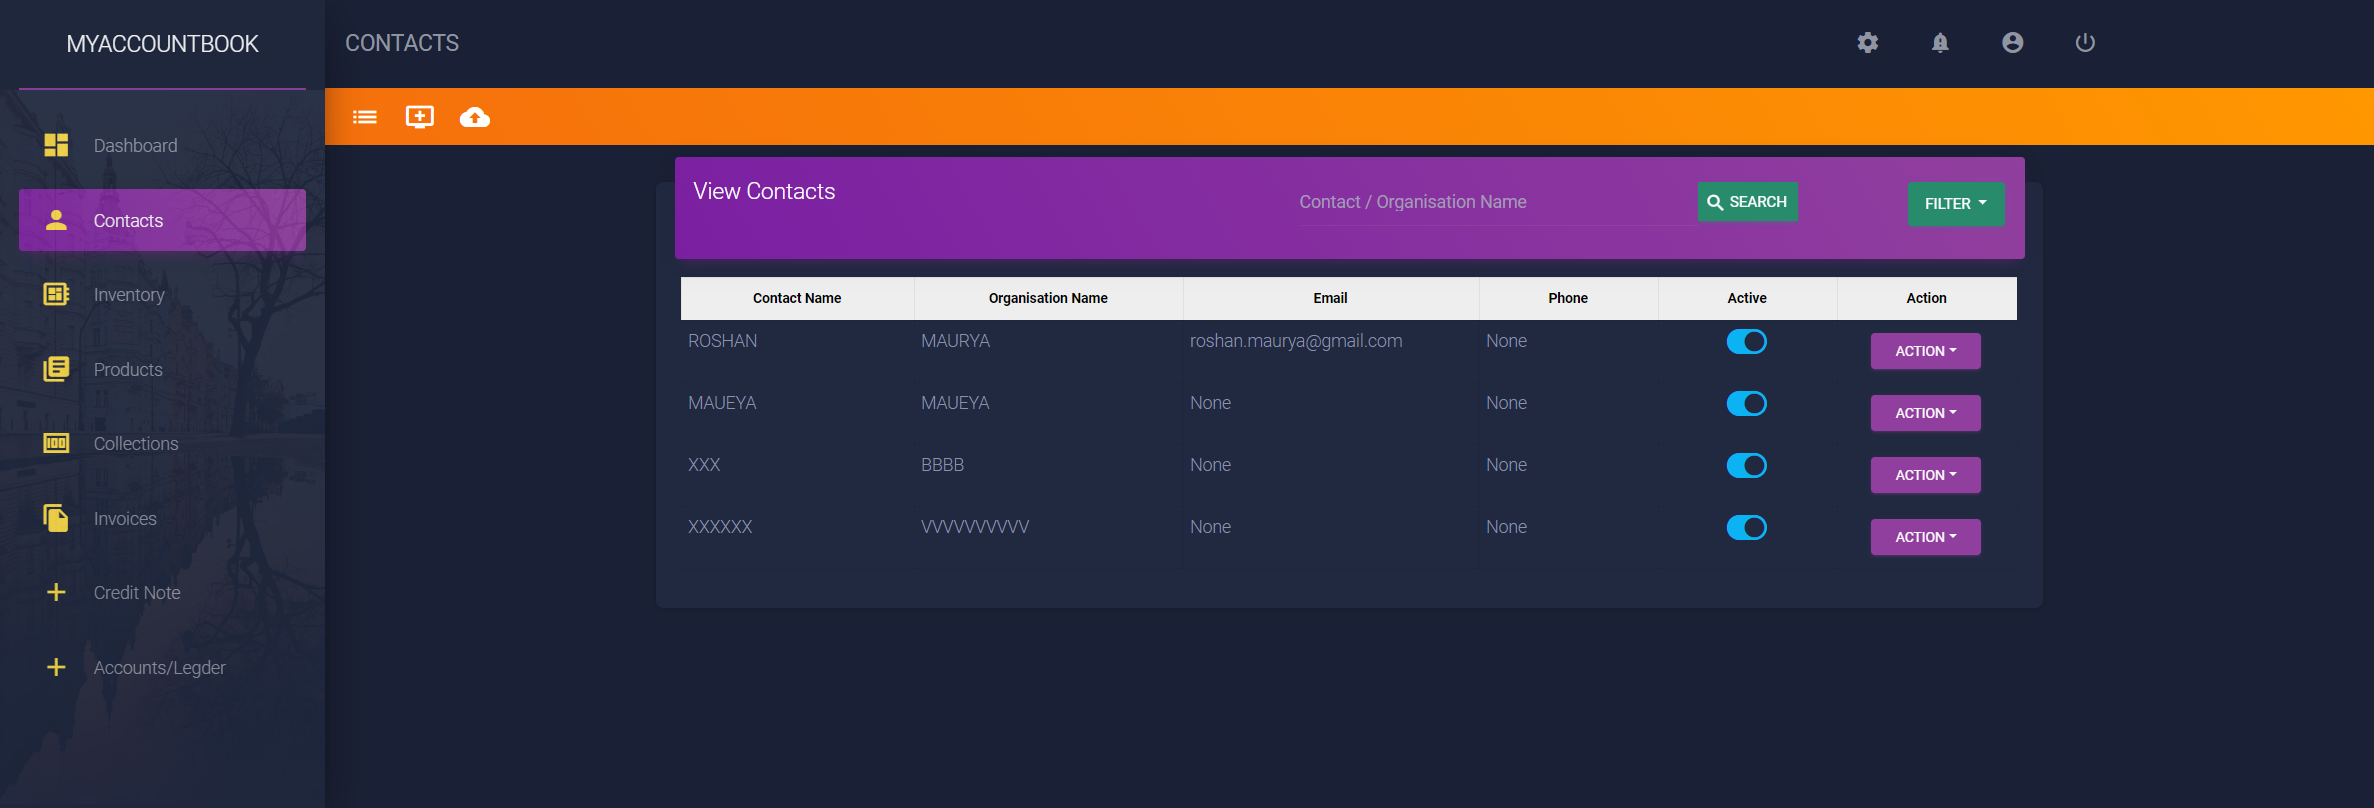 MYACCOUNTBOOK
CONTACTS
Dashboard
Contacts
Inventory
Products
Collections
Invoices
Credit Note
Accounts/Legder
View Contacts
Contact / Organisation Name
SEARCH
FILTER
Contact Name Organisation Name Email Phone Active Action
ROSHAN MAURYA roshan.maurya@gmail.com None ACTION
MAUEYA MAUEYA None None ACTION
XXX BBBB None None ACTION
XXXXXX VVVVVVVVVV None None ACTION